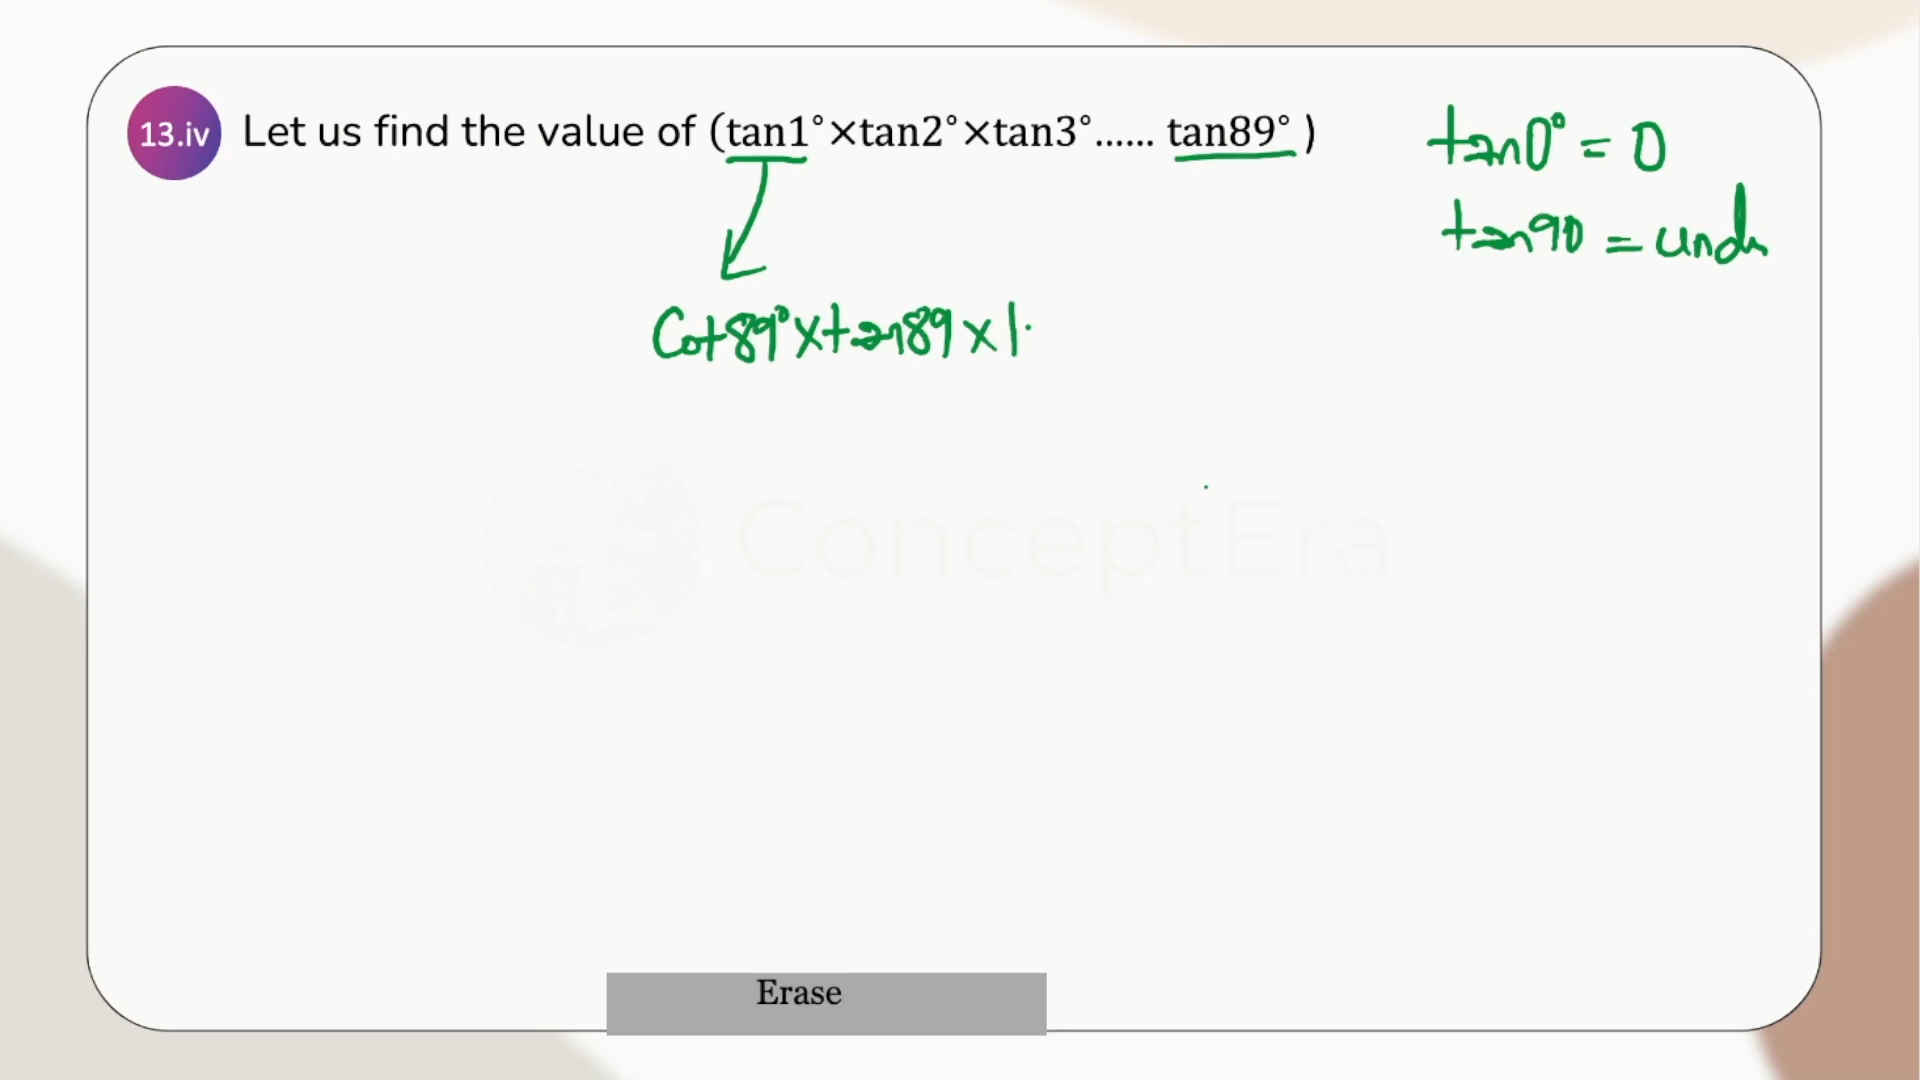 13.iv Let us find the value of (tan1°×tan2°×tan3°...... tan89° )
tan0° = 0
tan90 = und
Cot89°×tan89×1
ConceptEra
Erase